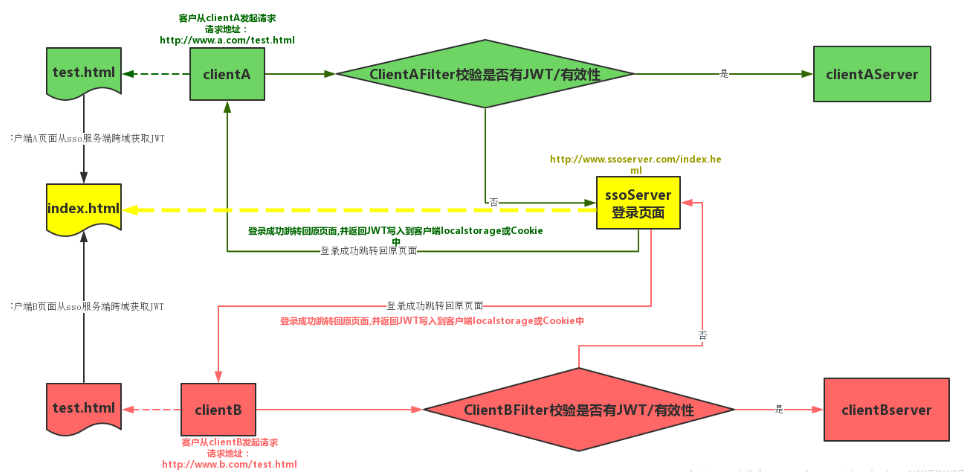 客户从clientA发起请求
请求地址：
http://www.a.com/test.html
test.html
clientA
ClientAFilter校验是否有JWT/有效性
是
clientAServer
户端A页面从sso服务端跨域获取JWT
http://www.ssoserver.com/index.he
ml
index.html
否
ssoServer
登录页面
登录成功跳转回原页面,并返回JWT写入到客户端localstorage或Cookie
中
登录成功跳转回原页面
户端B页面从sso服务端跨域获取JWT
登录成功跳转回原页面
登录成功跳转回原页面,并返回JWT写入到客户端localstorage或Cookie中
否
test.html
clientB
ClientBFilter校验是否有JWT/有效性
是
clientBserver
客户从clientB发起请求
请求地址：
http://www.b.com/test.html